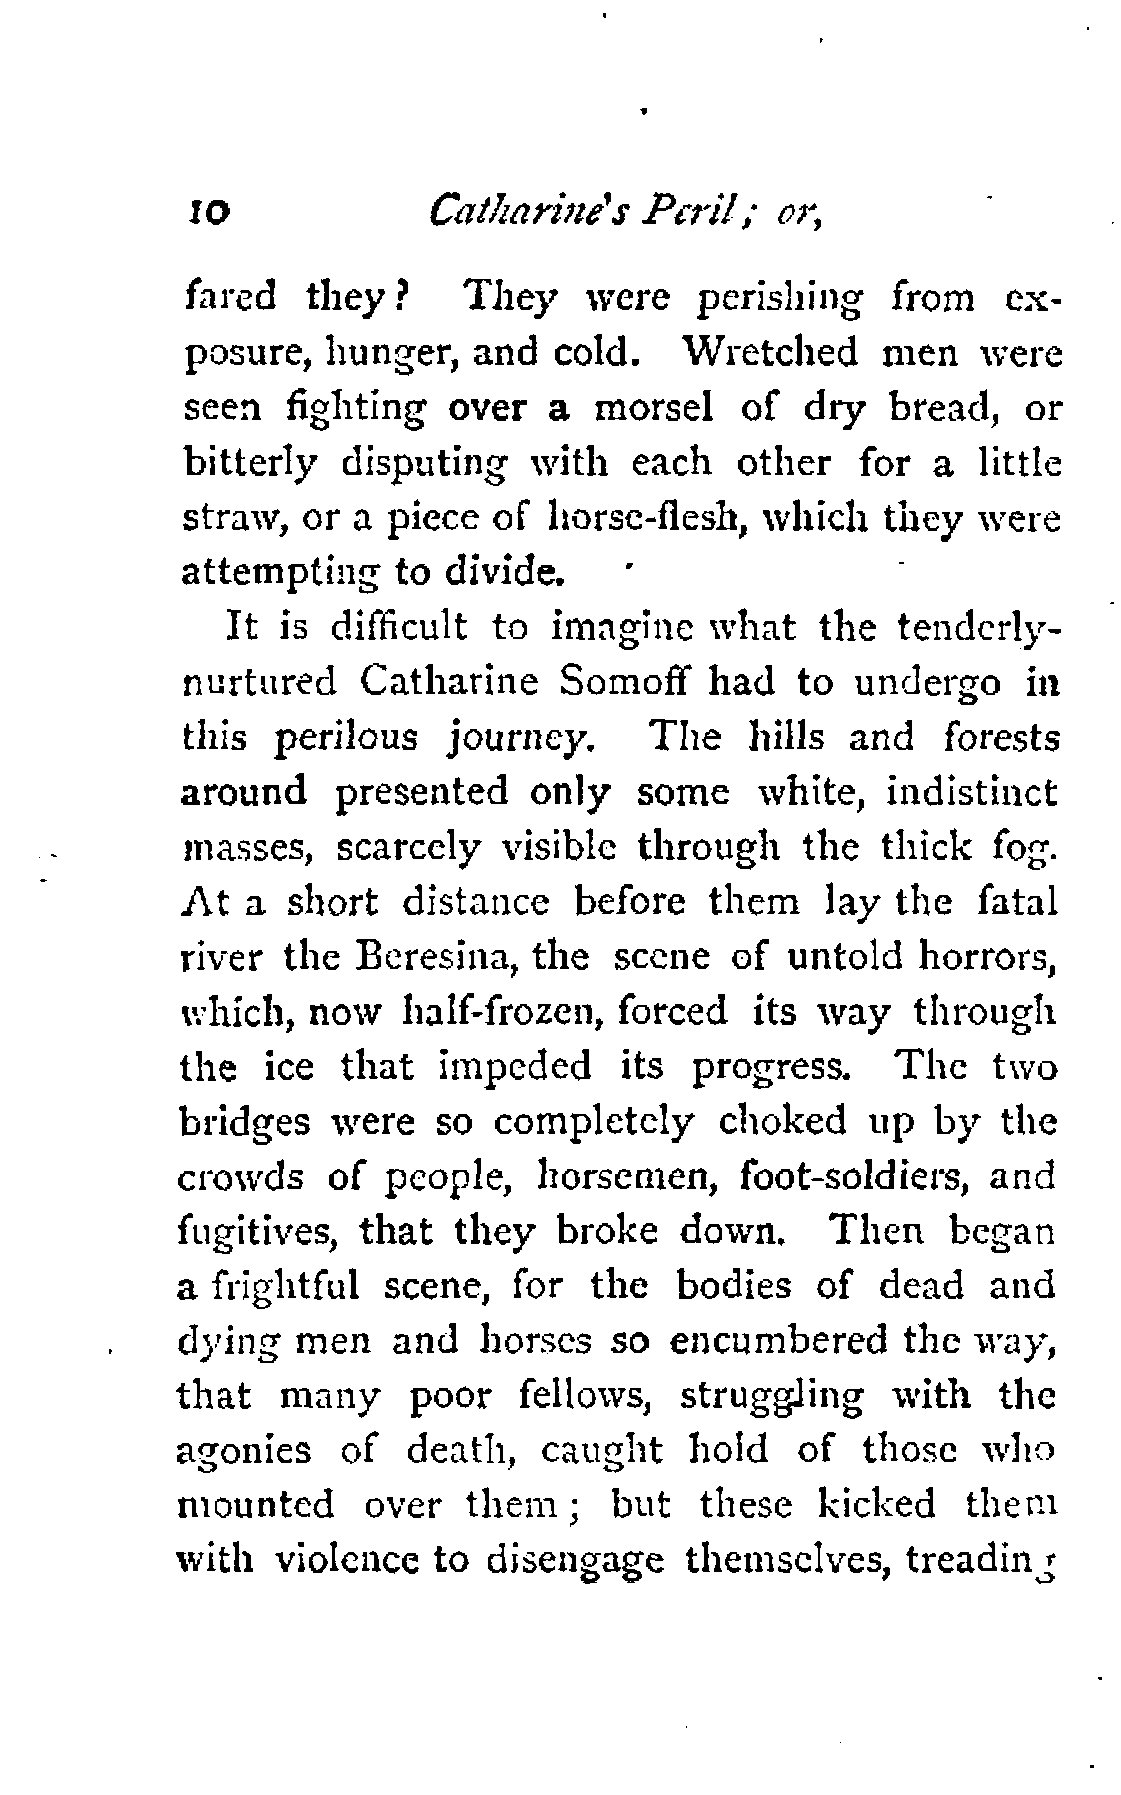 10 Catharine's Peril; or,
fared they? They were perishing from ex-
posure, hunger, and cold. Wretched men were
seen fighting over a morsel of dry bread, or
bitterly disputing with each other for a little
straw, or a piece of horse-flesh, which they were
attempting to divide.
It is difficult to imagine what the tenderly-
nurtured Catharine Somoff had to undergo in
this perilous journey. The hills and forests
around presented only some white, indistinct
masses, scarcely visible through the thick fog.
At a short distance before them lay the fatal
river the Beresina, the scene of untold horrors,
which, now half-frozen, forced its way through
the ice that impeded its progress. The two
bridges were so completely choked up by the
crowds of people, horsemen, foot-soldiers, and
fugitives, that they broke down. Then began
a frightful scene, for the bodies of dead and
dying men and horses so encumbered the way,
that many poor fellows, struggling with the
agonies of death, caught hold of those who
mounted over them; but these kicked them
with violence to disengage themselves, treading